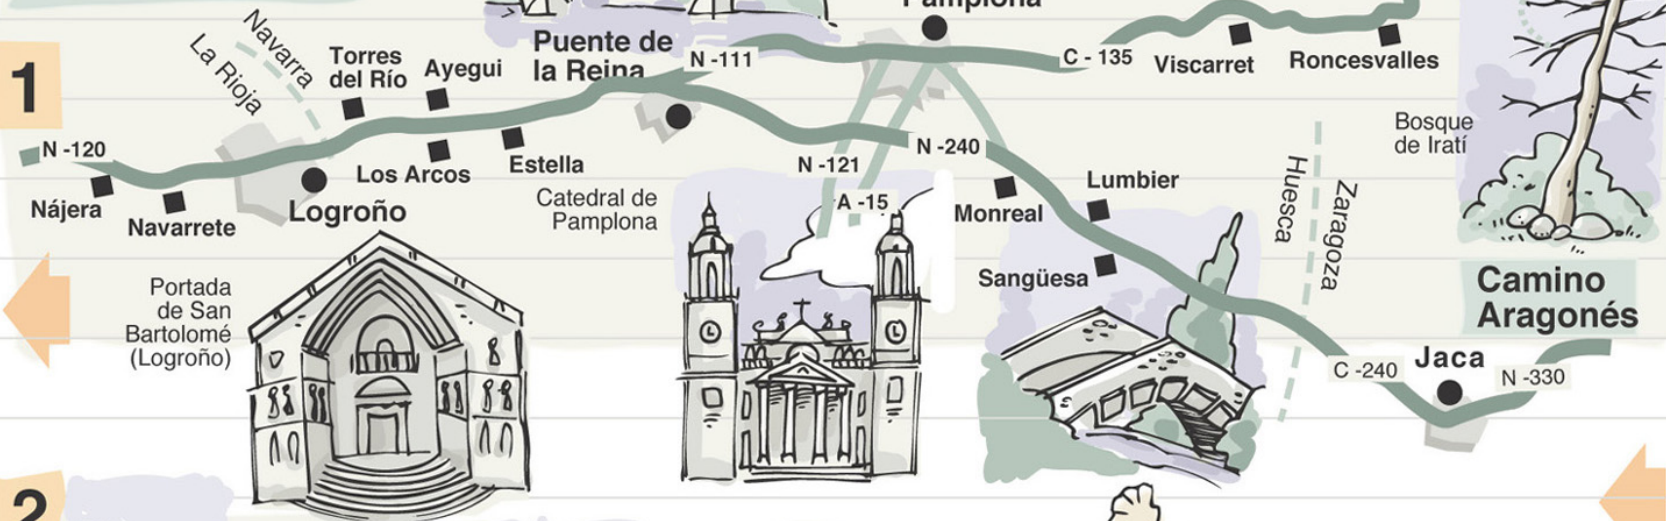 Pamplona
Navarra
La Rioja
Torres
del Río
Ayegui
Puente de
la Reina
N -111
C - 135
Viscarret
Roncesvalles
1
Bosque
de Iratí
N -120
Los Arcos
Estella
N -121
N -240
Nájera
Navarrete
Logroño
Catedral de
Pamplona
A -15
Monreal
Lumbier
Huesca
Zaragoza
Sangüesa
Portada
de San
Bartolomé
(Logroño)
Camino
Aragonés
Jaca
C -240
N -330
2